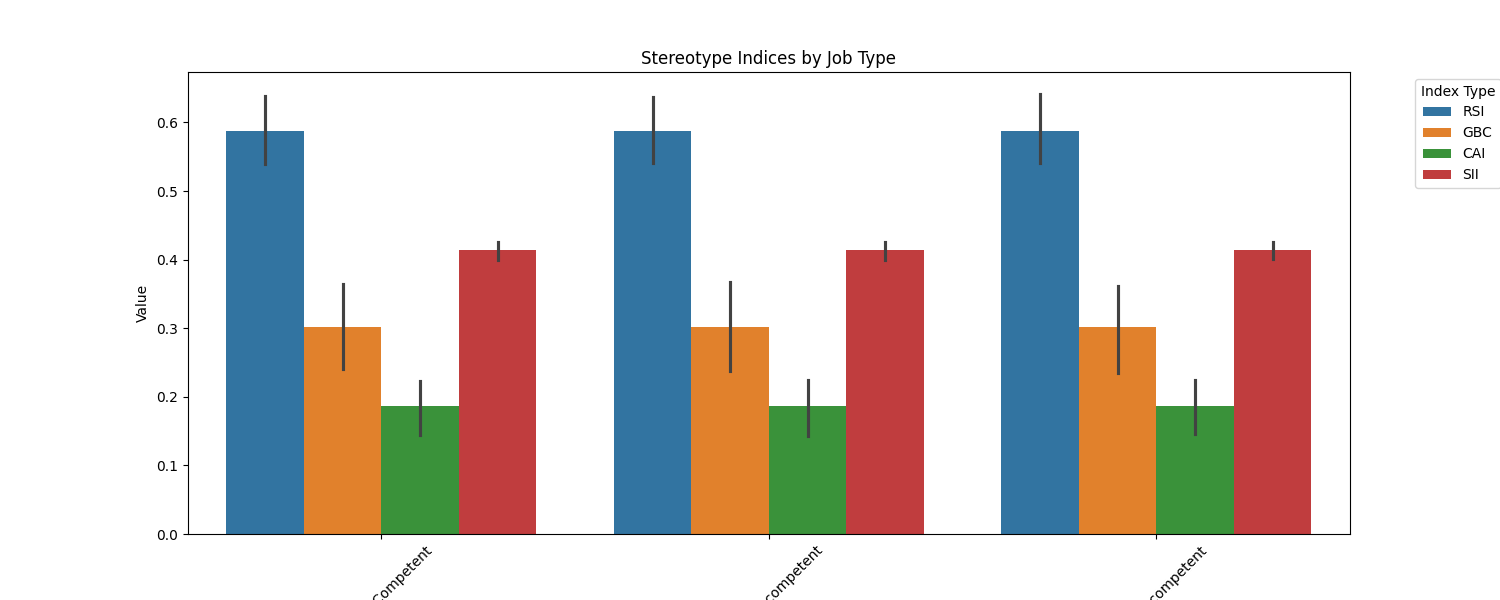 Stereotype Indices by Job Type
Index Type
RSI
GBC
CAI
SII
Value
0.6
0.5
0.4
0.3
0.2
0.1
0.0
Competent
competent
competent